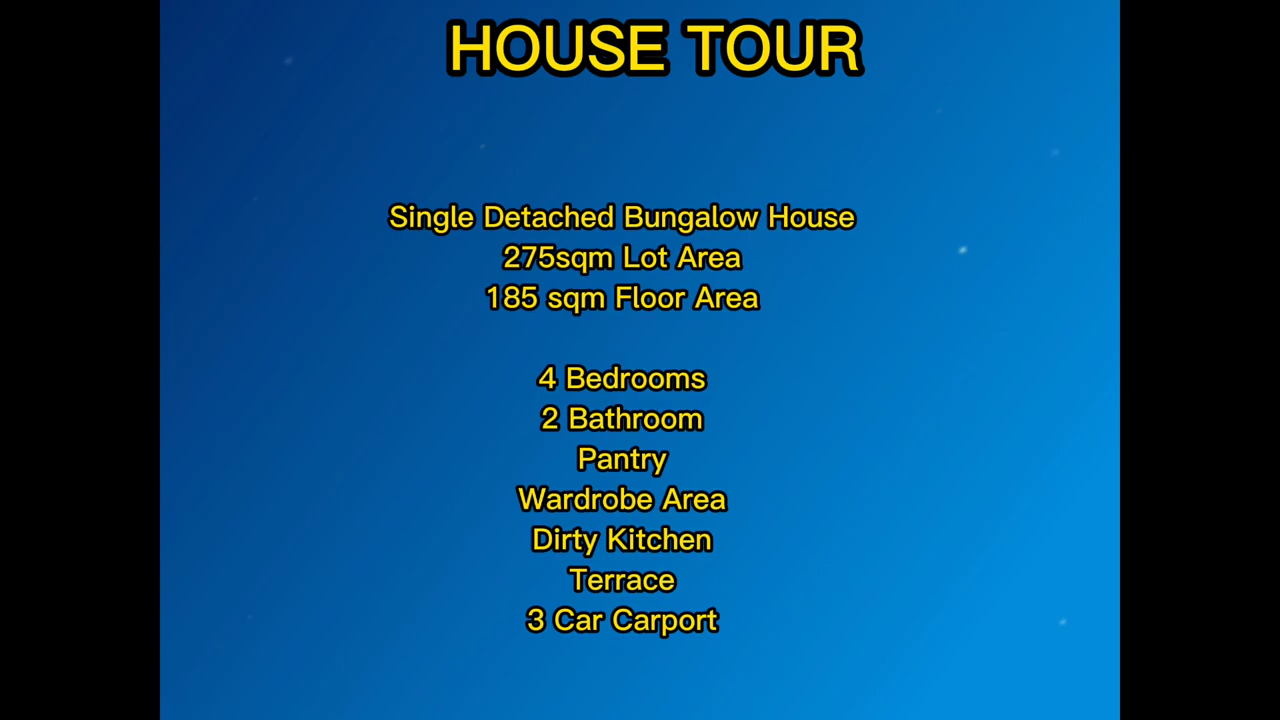 HOUSE TOUR
Single Detached Bungalow House
275sqm Lot Area
185 sqm Floor Area
4 Bedrooms
2 Bathroom
Pantry
Wardrobe Area
Dirty Kitchen
Terrace
3 Car Carport